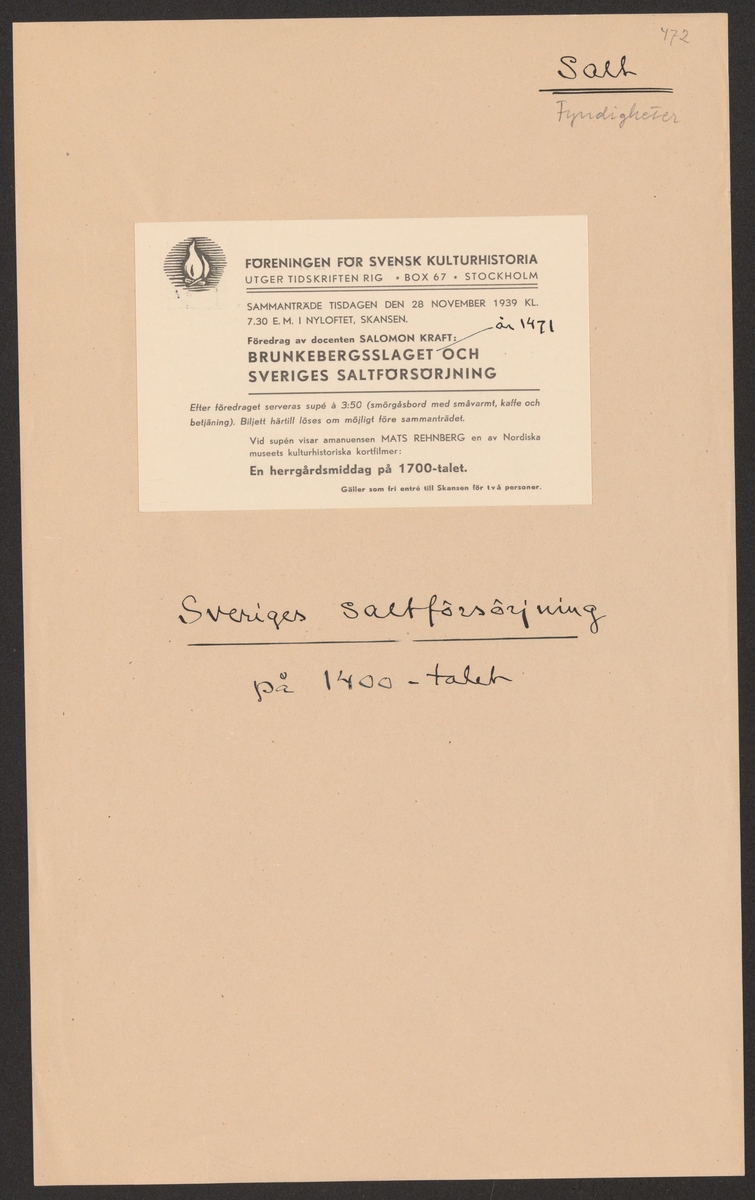 472
Salt
Fyndigheter
FÖRENINGEN FÖR SVENSK KULTURHISTORIA
UTGER TIDSKRIFTEN RIG • BOX 67 • STOCKHOLM
SAMMANTRÄDE TISDAGEN DEN 28 NOVEMBER 1939 KL.
7.30 E. M. I NYLOFTET, SKANSEN.
år 1471
Föredrag av docenten SALOMON KRAFT:
BRUNKEBERGSSLAGET OCH
SVERIGES SALTFÖRSÖRJNING
Efter föredraget serveras supé à 3:50 (smörgåsbord med småvarmt, kaffe och
betjäning). Biljett härtill löses om möjligt före sammanträdet.
Vid supén visar amanuensen MATS REHNBERG en av Nordiska
museets kulturhistoriska kortfilmer:
En herrgårdsmiddag på 1700-talet.
Gäller som fri entré till Skansen för två personer.
Sveriges saltförsörjning
på 1400-talet